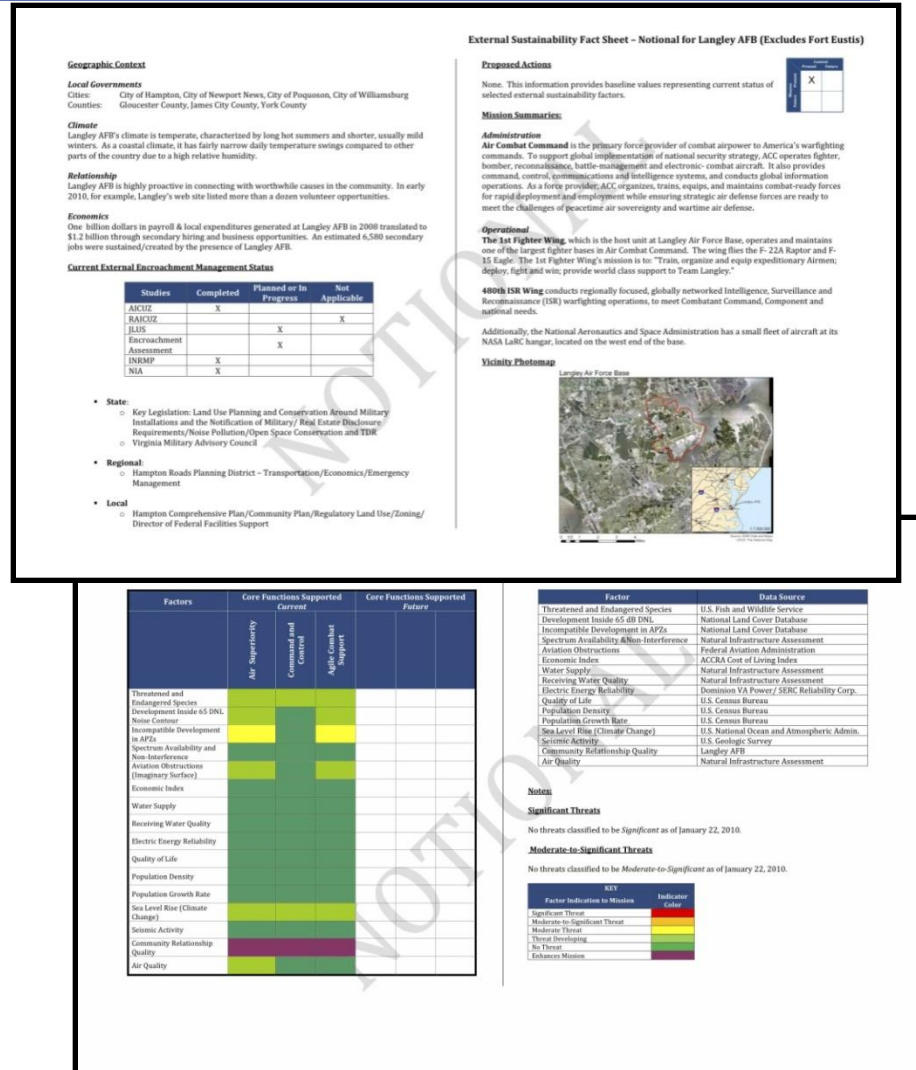 External Sustainability Fact Sheet – Notional for Langley AFB (Excludes Fort Eustis)
Geographic Context
Local Governments
Cities: City of Hampton, City of Newport News, City of Poquoson, City of Williamsburg
Counties: Gloucester County, James City County, York County
Climate
Langley AFB's climate is temperate, characterized by long hot summers and shorter, usually mild
winters. As a coastal climate, it has fairly narrow daily temperature swings compared to other
parts of the country due to a high relative humidity.
Relationship
Langley AFB is highly proactive in connecting with worthwhile causes in the community. In early
2010, for example, Langley's web site listed more than a dozen volunteer opportunities.
Economics
One billion dollars in payroll & local expenditures generated at Langley AFB in 2008 translated to
$1.2 billion through secondary hiring and business opportunities. An estimated 6,580 secondary
jobs were sustained/created by the presence of Langley AFB.
Current External Encroachment Management Status
Studies Completed Planned or In Progress Not Applicable
AICUZ X
RAICUZ X
JLUS X
Encroachment Assessment X
INRMP X
NIA X
• State:
o Key Legislation: Land Use Planning and Conservation Around Military
Installations and the Notification of Military/ Real Estate Disclosure
Requirements/Noise Pollution/Open Space Conservation and TDR
o Virginia Military Advisory Council
• Regional:
o Hampton Roads Planning District – Transportation/Economics/Emergency
Management
• Local
o Hampton Comprehensive Plan/Community Plan/Regulatory Land Use/Zoning/
Director of Federal Facilities Support
Proposed Actions
None. This information provides baseline values representing current status of
selected external sustainability factors.
X
Mission Summaries:
Administration
Air Combat Command is the primary force provider of combat airpower to America's warfighting
commands. To support global implementation of national security strategy, ACC operates fighter,
bomber, reconnaissance, battle-management and electronic- combat aircraft. It also provides
command, control, communications and intelligence systems, and conducts global information
operations. As a force provider, ACC organizes, trains, equips, and maintains combat-ready forces
for rapid deployment and employment while ensuring strategic air defense forces are ready to
meet the challenges of peacetime air sovereignty and wartime air defense.
Operational
The 1st Fighter Wing, which is the host unit at Langley Air Force Base, operates and maintains
one of the largest fighter bases in Air Combat Command. The wing flies the F- 22A Raptor and F-
15 Eagle. The 1st Fighter Wing's mission is to: "Train, organize and equip expeditionary Airmen;
deploy, fight and win; provide world class support to Team Langley."
480th ISR Wing conducts regionally focused, globally networked Intelligence, Surveillance and
Reconnaissance (ISR) warfighting operations, to meet Combatant Command, Component and
national needs.
Additionally, the National Aeronautics and Space Administration has a small fleet of aircraft at its
NASA LaRC hangar, located on the west end of the base.
Vicinity Photomap
Langley Air Force Base
NOTIONAL
Factors Core Functions Supported Core Functions Supported
Current Future
Air Superiority
Command and Control
Agile Combat Support
Threatened and
Endangered Species
Development Inside 65 DNL
Noise Contour
Incompatible Development
in APZs
Spectrum Availability and
Non-Interference
Aviation Obstructions
(Imaginary Surface)
Economic Index
Water Supply
Receiving Water Quality
Electric Energy Reliability
Quality of Life
Population Density
Population Growth Rate
Sea Level Rise (Climate
Change)
Seismic Activity
Community Relationship
Quality
Air Quality
Factor Data Source
Threatened and Endangered Species U.S. Fish and Wildlife Service
Development Inside 65 dB DNL National Land Cover Database
Incompatible Development in APZs National Land Cover Database
Spectrum Availability &Non-Interference Natural Infrastructure Assessment
Aviation Obstructions Federal Aviation Administration
Economic Index ACCRA Cost of Living Index
Water Supply Natural Infrastructure Assessment
Receiving Water Quality Natural Infrastructure Assessment
Electric Energy Reliability Dominion VA Power/ SERC Reliability Corp.
Quality of Life U.S. Census Bureau
Population Density U.S. Census Bureau
Population Growth Rate U.S. Census Bureau
Sea Level Rise (Climate Change) U.S. National Ocean and Atmospheric Admin.
Seismic Activity U.S. Geologic Survey
Community Relationship Quality Langley AFB
Air Quality Natural Infrastructure Assessment
Notes:
Significant Threats
No threats classified to be Significant as of January 22, 2010.
Moderate-to-Significant Threats
No threats classified to be Moderate-to-Significant as of January 22, 2010.
KEY
Factor Indication to Mission Indicator Color
Significant Threat
Moderate-to-Significant Threat
Moderate Threat
Threat Developing
No Threat
Enhances Mission
NOTIONAL